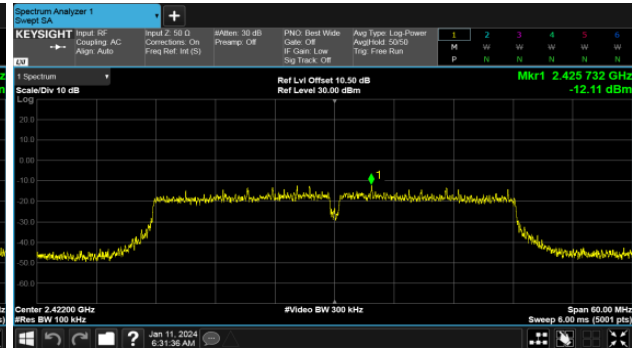 Spectrum Analyzer 1
Swept SA
KEYSIGHT
Input: RF
Coupling: AC
Align: Auto
Input Z: 50 Ω
Corrections: On
Freq Ref: Int (S)
#Atten: 30 dB
Preamp: Off
PNO: Best Wide
Gate: Off
IF Gain: Low
Sig Track: Off
Avg Type: Log-Power
Avg|Hold: 50/50
Trig: Free Run
1 2 3 4 5 6
M W W W W W
P N N N N N
LXI
1 Spectrum
Scale/Div 10 dB
Ref Lvl Offset 10.50 dB
Ref Level 30.00 dBm
Mkr1 2.425 732 GHz
-12.11 dBm
Log
20.0
10.0
0.00
-10.0
-20.0
-30.0
-40.0
-50.0
-60.0
1
Center 2.42200 GHz
#Res BW 100 kHz
#Video BW 300 kHz
Span 60.00 MHz
Sweep 6.00 ms (5001 pts)
?
Jan 11, 2024
6:31:36 AM